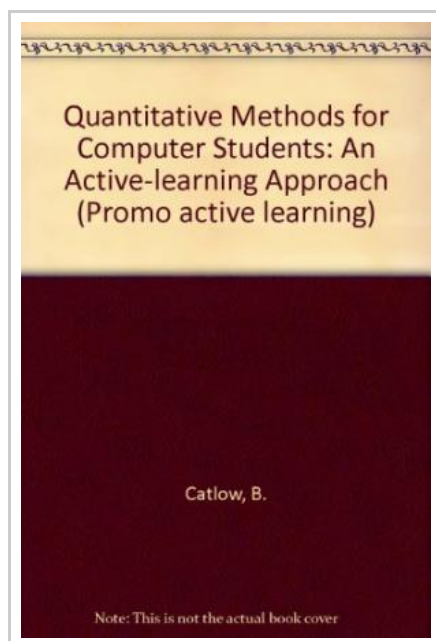 Quantitative Methods for
Computer Students: An
Active-learning Approach
(Promo active learning)
Catlow, B.
Note: This is not the actual book cover